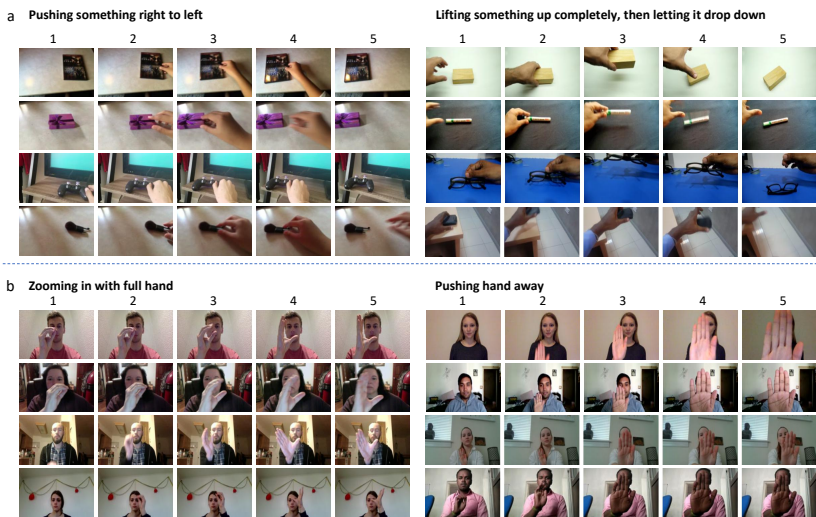 a Pushing something right to left
1 2 3 4 5
Lifting something up completely, then letting it drop down
1 2 3 4 5
b Zooming in with full hand
1 2 3 4 5
Pushing hand away
1 2 3 4 5